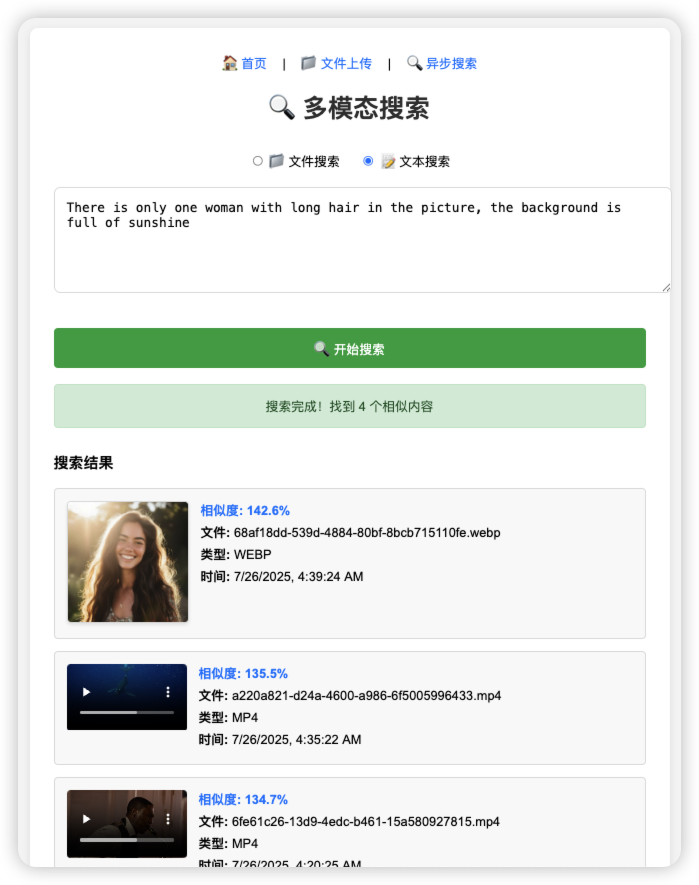 首页 | 文件上传 | 异步搜索
多模态搜索
文件搜索 文本搜索
There is only one woman with long hair in the picture, the background is
full of sunshine
开始搜索
搜索完成！找到 4 个相似内容
搜索结果
相似度: 142.6%
文件: 68af18dd-539d-4884-80bf-8bcb715110fe.webp
类型: WEBP
时间: 7/26/2025, 4:39:24 AM
相似度: 135.5%
文件: a220a821-d24a-4600-a986-6f5005996433.mp4
类型: MP4
时间: 7/26/2025, 4:35:22 AM
相似度: 134.7%
文件: 6fe61c26-13d9-4edc-b461-15a580927815.mp4
类型: MP4
时间: 7/26/2025, 4:20:25 AM